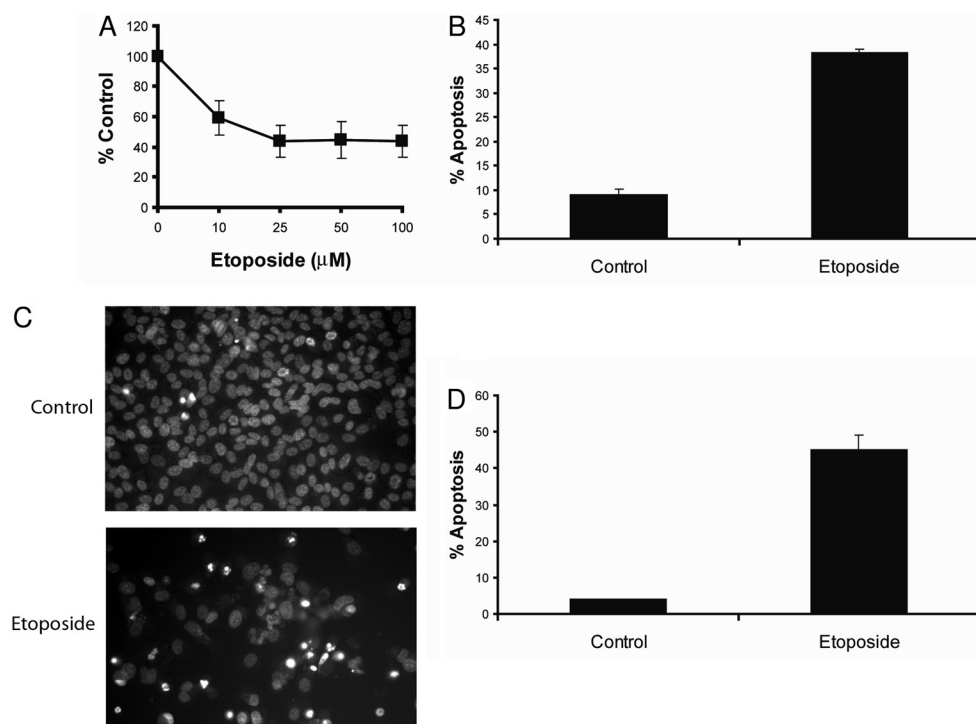 A
% Control
120
100
80
60
40
20
0
0 10 25 50 100
Etoposide (μM)
B
% Apoptosis
45
40
35
30
25
20
15
10
5
0
Control Etoposide
C
Control
Etoposide
D
% Apoptosis
60
50
40
30
20
10
0
Control Etoposide